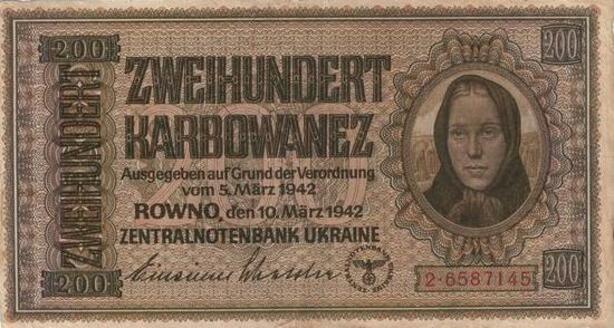 200
200
ZWEIHUNDERT
ZWEIHUNDERT
KARBOWANEZ
Ausgegeben auf Grund der Verordnung
vom 5. März 1942
ROWNO, den 10. März 1942
ZENTRALNOTENBANK UKRAINE
2·6587145
200
200